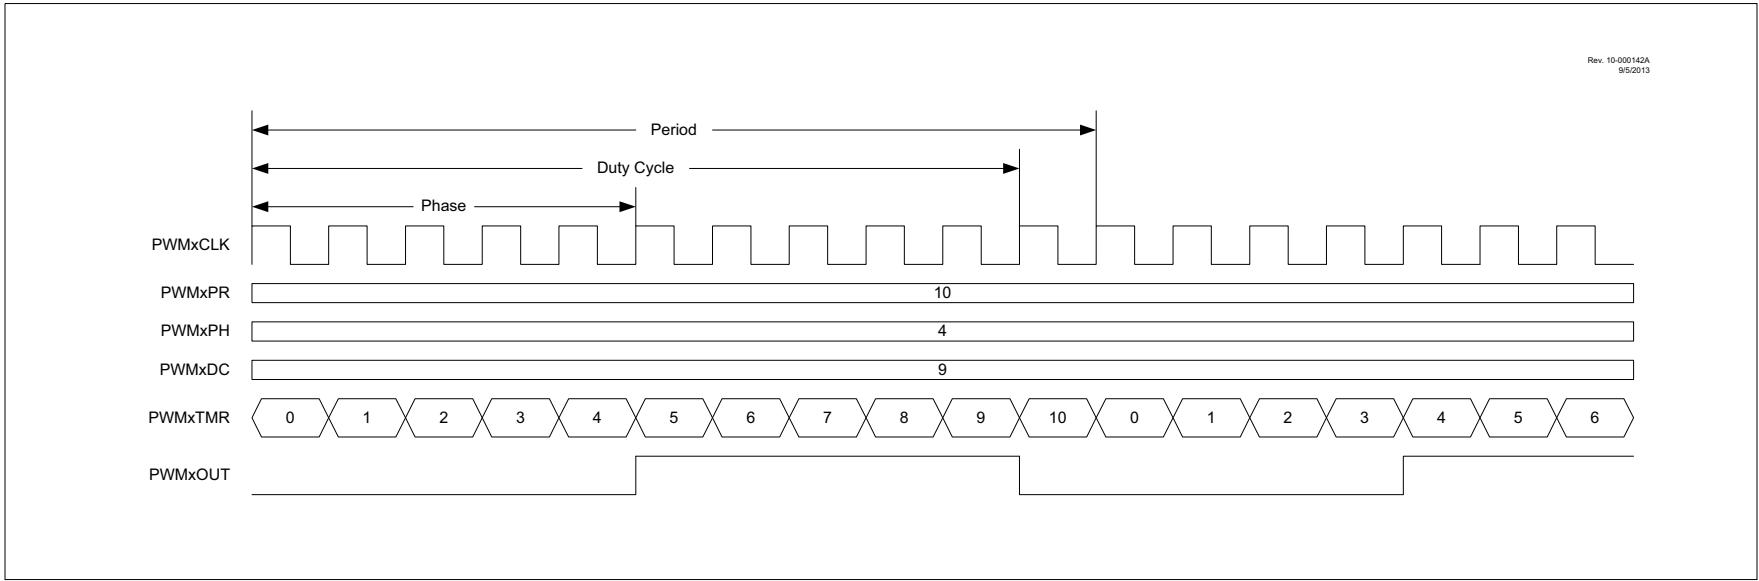 Rev. 10-000142A
9/5/2013
Period
Duty Cycle
Phase
PWMxCLK
PWMxPR 10
PWMxPH 4
PWMxDC 9
PWMxTMR 0 1 2 3 4 5 6 7 8 9 10 0 1 2 3 4 5 6
PWMxOUT